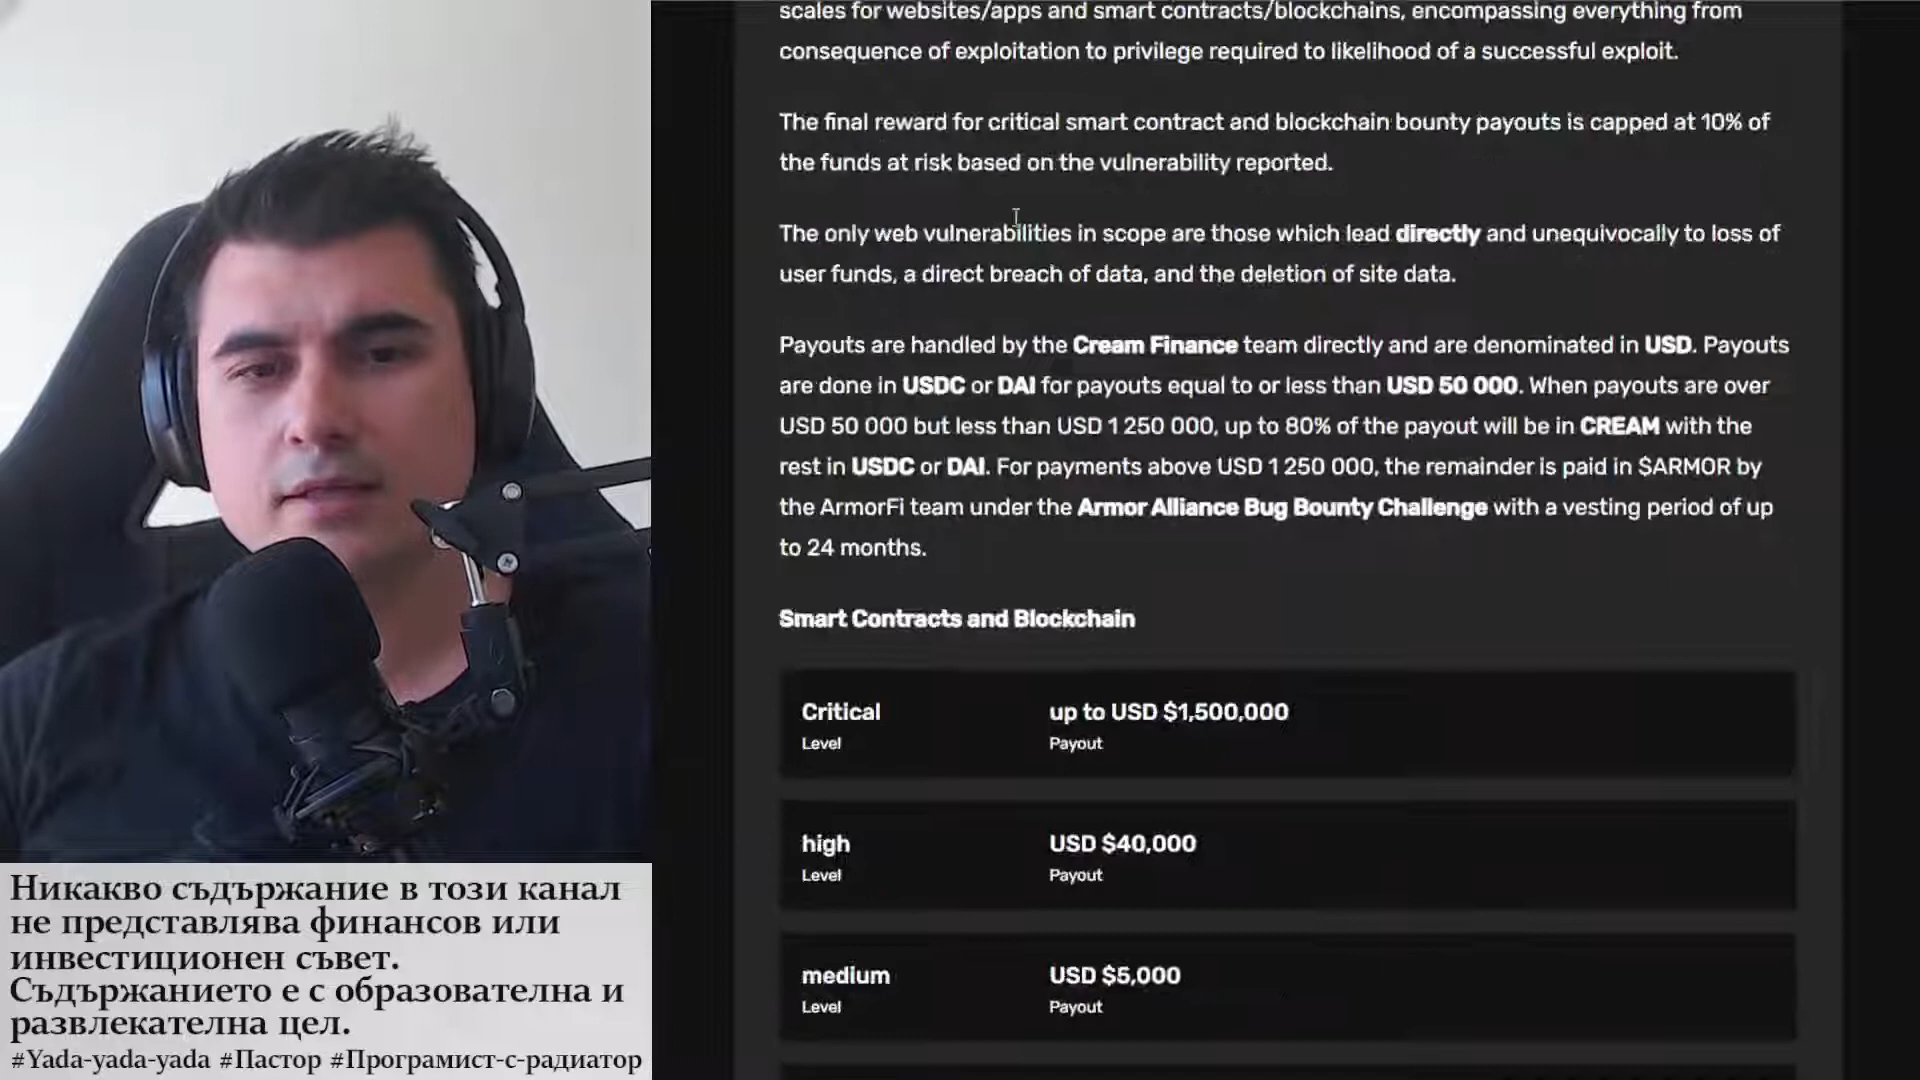 scales for websites/apps and smart contracts/blockchains, encompassing everything from
consequence of exploitation to privilege required to likelihood of a successful exploit.
The final reward for critical smart contract and blockchain bounty payouts is capped at 10% of
the funds at risk based on the vulnerability reported.
The only web vulnerabilities in scope are those which lead directly and unequivocally to loss of
user funds, a direct breach of data, and the deletion of site data.
Payouts are handled by the Cream Finance team directly and are denominated in USD. Payouts
are done in USDC or DAI for payouts equal to or less than USD 50 000. When payouts are over
USD 50 000 but less than USD 1 250 000, up to 80% of the payout will be in CREAM with the
rest in USDC or DAI. For payments above USD 1 250 000, the remainder is paid in $ARMOR by
the ArmorFi team under the Armor Alliance Bug Bounty Challenge with a vesting period of up
to 24 months.
Smart Contracts and Blockchain
Critical up to USD $1,500,000
Level Payout
high USD $40,000
Level Payout
medium USD $5,000
Level Payout
Никакво съдържание в този канал
не представлява финансов или
инвестиционен съвет.
Съдържанието е с образователна и
развлекателна цел.
#Yada-yada-yada #Пастор #Програмист-с-радиатор